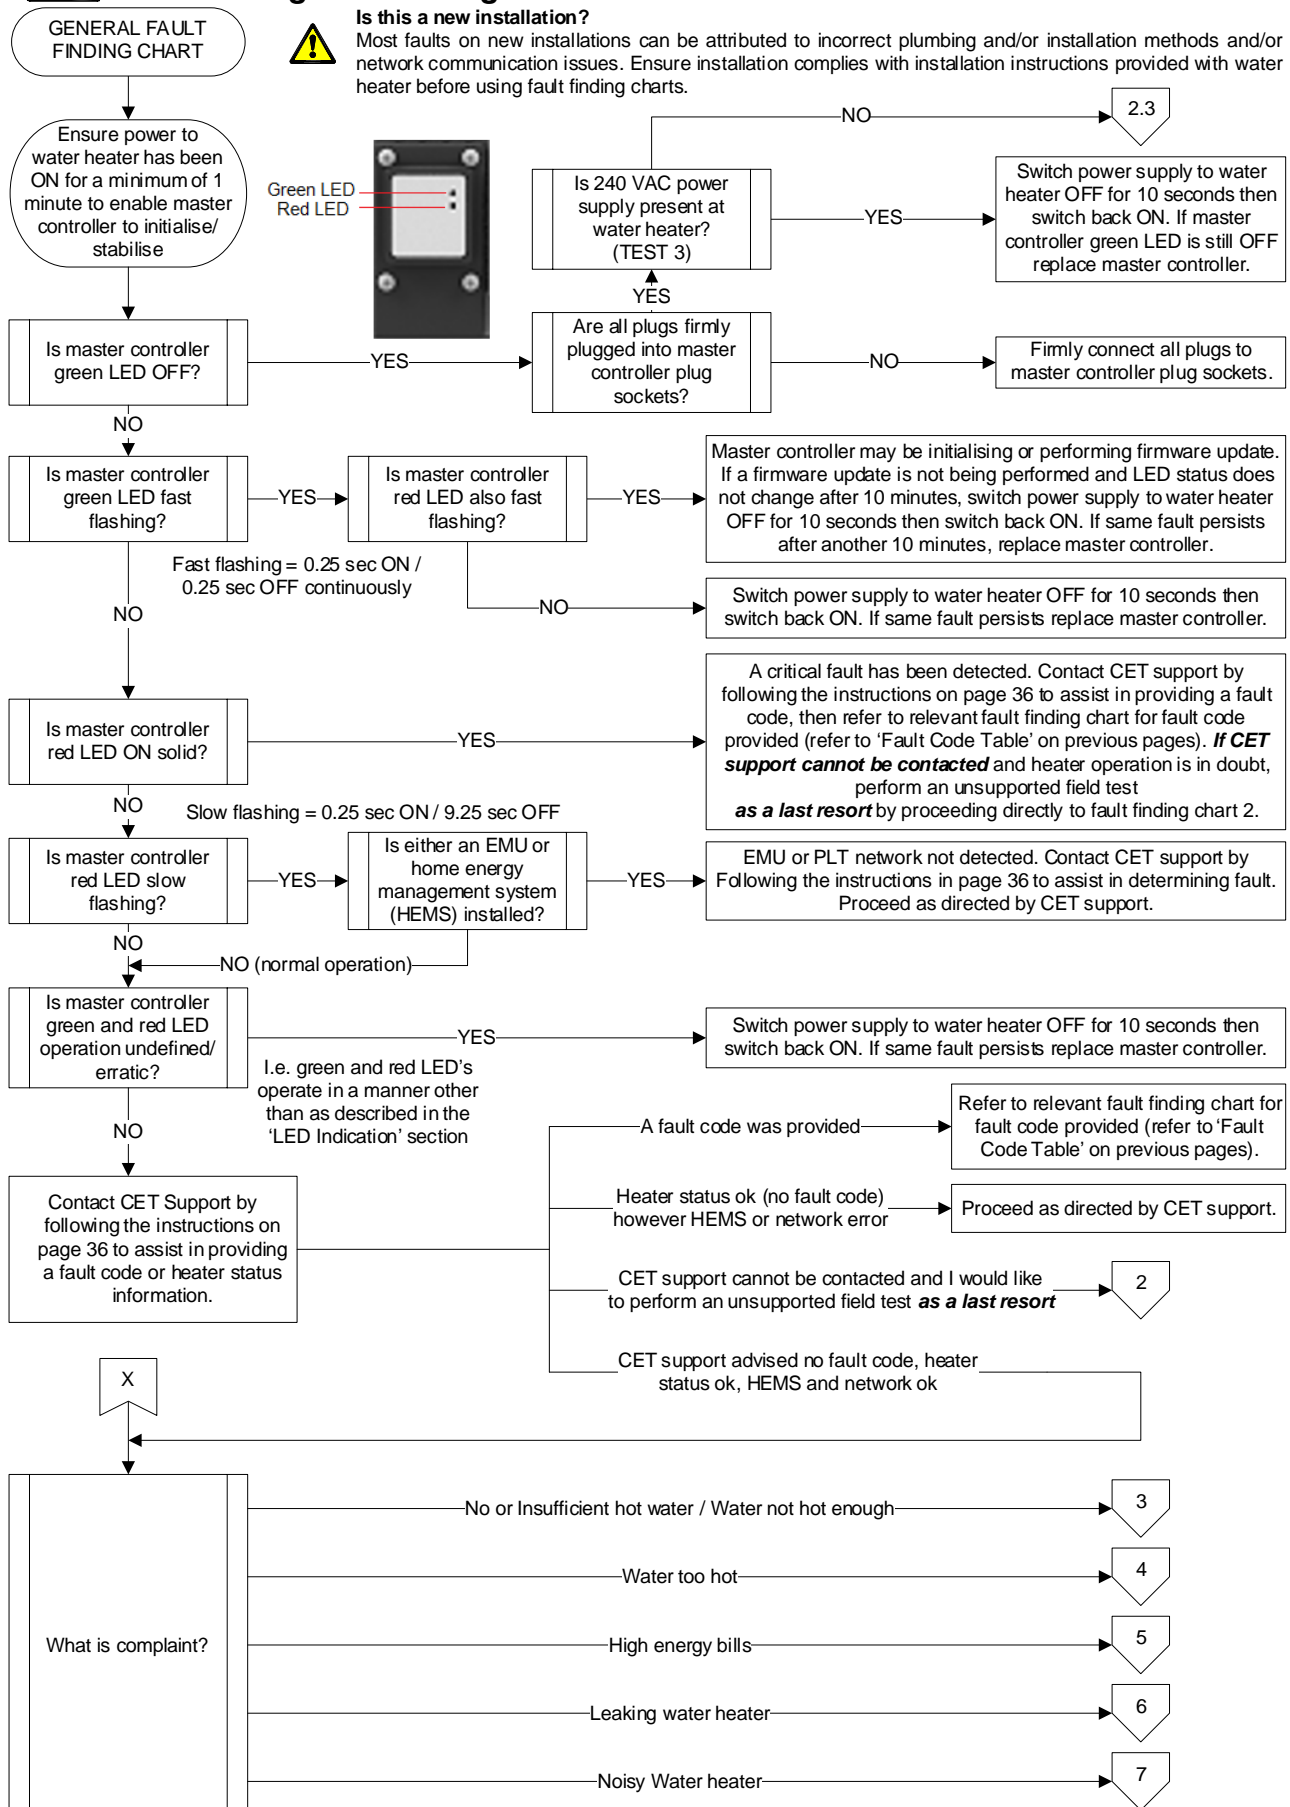 GENERAL FAULT
FINDING CHART
Is this a new installation?
Most faults on new installations can be attributed to incorrect plumbing and/or installation methods and/or
network communication issues. Ensure installation complies with installation instructions provided with water
heater before using fault finding charts.
Ensure power to
water heater has been
ON for a minimum of 1
minute to enable master
controller to initialise/
stabilise
Green LED
Red LED
NO
2.3
Is 240 VAC power
supply present at
water heater?
(TEST 3)
YES
Switch power supply to water
heater OFF for 10 seconds then
switch back ON. If master
controller green LED is still OFF
replace master controller.
YES
Is master controller
green LED OFF?
YES
Are all plugs firmly
plugged into master
controller plug
sockets?
NO
Firmly connect all plugs to
master controller plug sockets.
NO
Is master controller
green LED fast
flashing?
YES
Is master controller
red LED also fast
flashing?
YES
Master controller may be initialising or performing firmware update.
If a firmware update is not being performed and LED status does
not change after 10 minutes, switch power supply to water heater
OFF for 10 seconds then switch back ON. If same fault persists
after another 10 minutes, replace master controller.
Fast flashing = 0.25 sec ON /
0.25 sec OFF continuously
NO
NO
Switch power supply to water heater OFF for 10 seconds then
switch back ON. If same fault persists replace master controller.
Is master controller
red LED ON solid?
YES
A critical fault has been detected. Contact CET support by
following the instructions on page 36 to assist in providing a fault
code, then refer to relevant fault finding chart for fault code
provided (refer to ‘Fault Code Table’ on previous pages). If CET
support cannot be contacted and heater operation is in doubt,
perform an unsupported field test
as a last resort by proceeding directly to fault finding chart 2.
NO
Slow flashing = 0.25 sec ON / 9.25 sec OFF
Is master controller
red LED slow
flashing?
YES
Is either an EMU or
home energy
management system
(HEMS) installed?
YES
EMU or PLT network not detected. Contact CET support by
Following the instructions in page 36 to assist in determining fault.
Proceed as directed by CET support.
NO
NO (normal operation)
Is master controller
green and red LED
operation undefined/
erratic?
YES
Switch power supply to water heater OFF for 10 seconds then
switch back ON. If same fault persists replace master controller.
I.e. green and red LED's
operate in a manner other
than as described in the
‘LED Indication’ section
NO
Contact CET Support by
following the instructions on
page 36 to assist in providing
a fault code or heater status
information.
A fault code was provided
Refer to relevant fault finding chart for
fault code provided (refer to ‘Fault
Code Table’ on previous pages).
Heater status ok (no fault code)
however HEMS or network error
Proceed as directed by CET support.
CET support cannot be contacted and I would like
to perform an unsupported field test as a last resort
2
CET support advised no fault code, heater
status ok, HEMS and network ok
X
What is complaint?
No or Insufficient hot water / Water not hot enough
3
Water too hot
4
High energy bills
5
Leaking water heater
6
Noisy Water heater
7